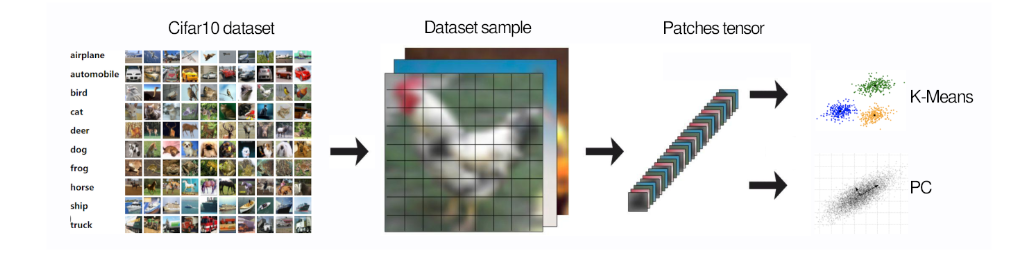 Cifar10 dataset
Dataset sample
Patches tensor
airplane
automobile
bird
cat
deer
dog
frog
horse
ship
truck
K-Means
PC